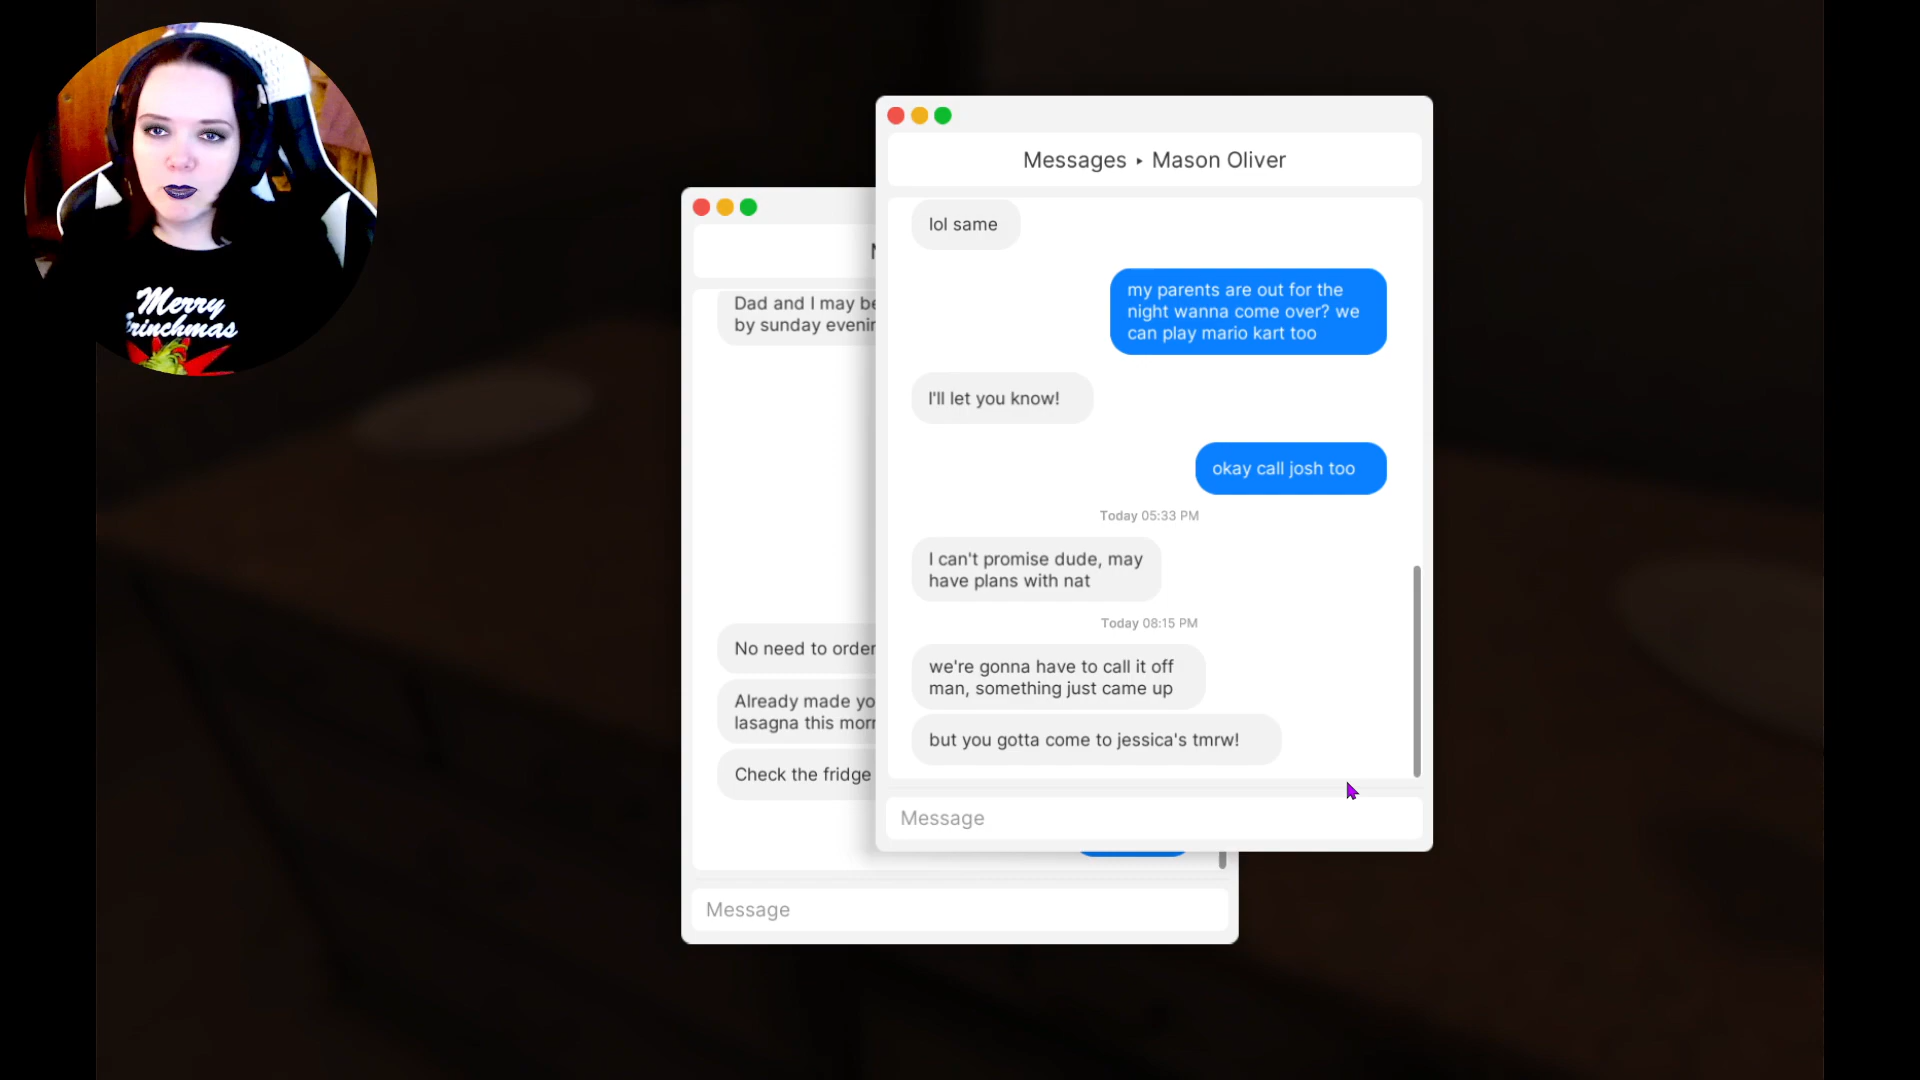 Merry
Grinchmas
Messages ▸ Mason Oliver
lol same
my parents are out for the
night wanna come over? we
can play mario kart too
I'll let you know!
okay call josh too
Today 05:33 PM
I can't promise dude, may
have plans with nat
Today 08:15 PM
we're gonna have to call it off
man, something just came up
but you gotta come to jessica's tmrw!
Message
Dad and I may be
by sunday
No need to order
Already made
lasagna this
Check the fridge
Message